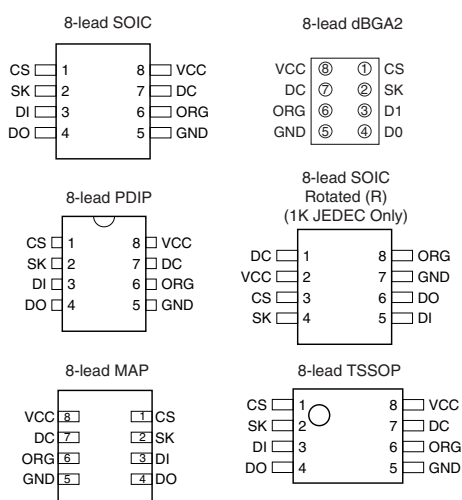 8-lead SOIC
CS 1 8 VCC
SK 2 7 DC
DI 3 6 ORG
DO 4 5 GND
8-lead dBGA2
VCC 8 1 CS
DC 7 2 SK
ORG 6 3 D1
GND 5 4 D0
8-lead PDIP
CS 1 8 VCC
SK 2 7 DC
DI 3 6 ORG
DO 4 5 GND
8-lead SOIC
Rotated (R)
(1K JEDEC Only)
DC 1 8 ORG
VCC 2 7 GND
CS 3 6 DO
SK 4 5 DI
8-lead MAP
VCC 8 1 CS
DC 7 2 SK
ORG 6 3 DI
GND 5 4 DO
8-lead TSSOP
CS 1 8 VCC
SK 2 7 DC
DI 3 6 ORG
DO 4 5 GND